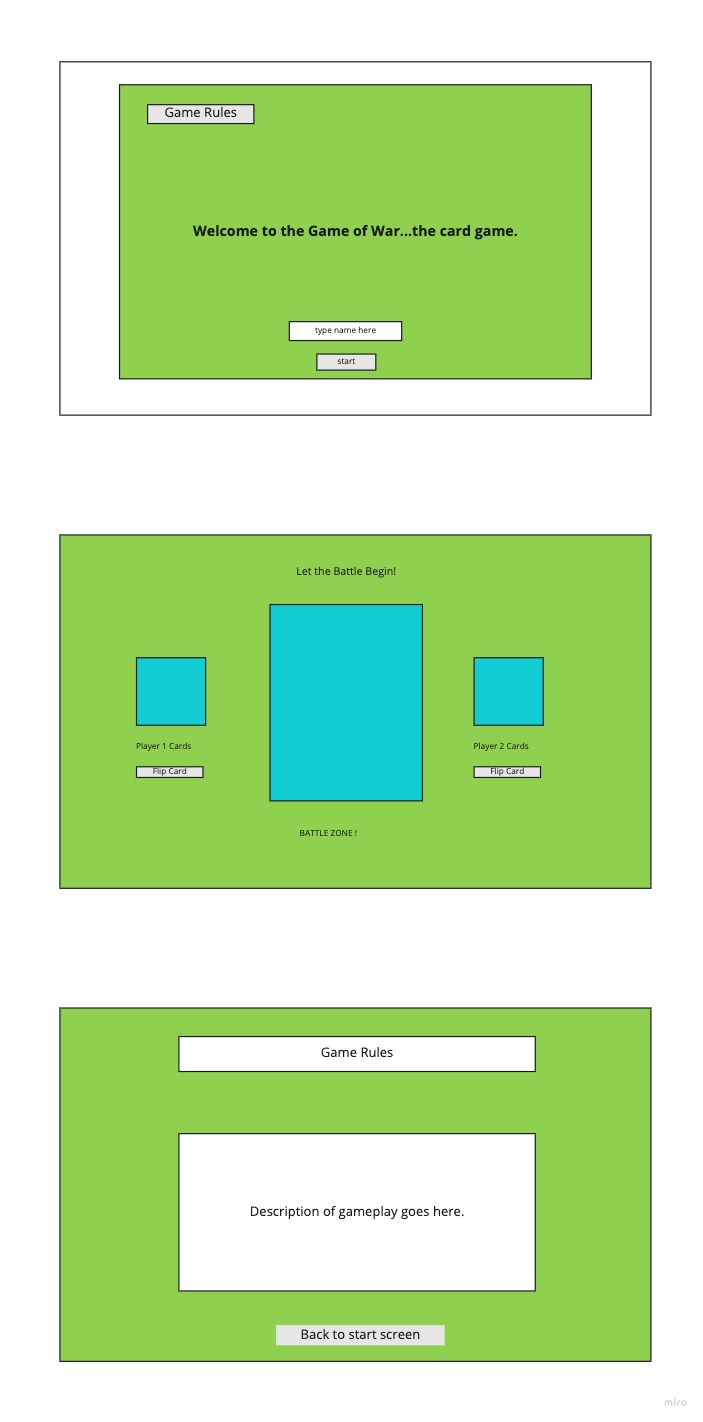 Game Rules
Welcome to the Game of War...the card game.
type name here
start
Let the Battle Begin!
Player 1 Cards
Player 2 Cards
Flip Card
Flip Card
BATTLE ZONE !
Game Rules
Description of gameplay goes here.
Back to start screen
miro